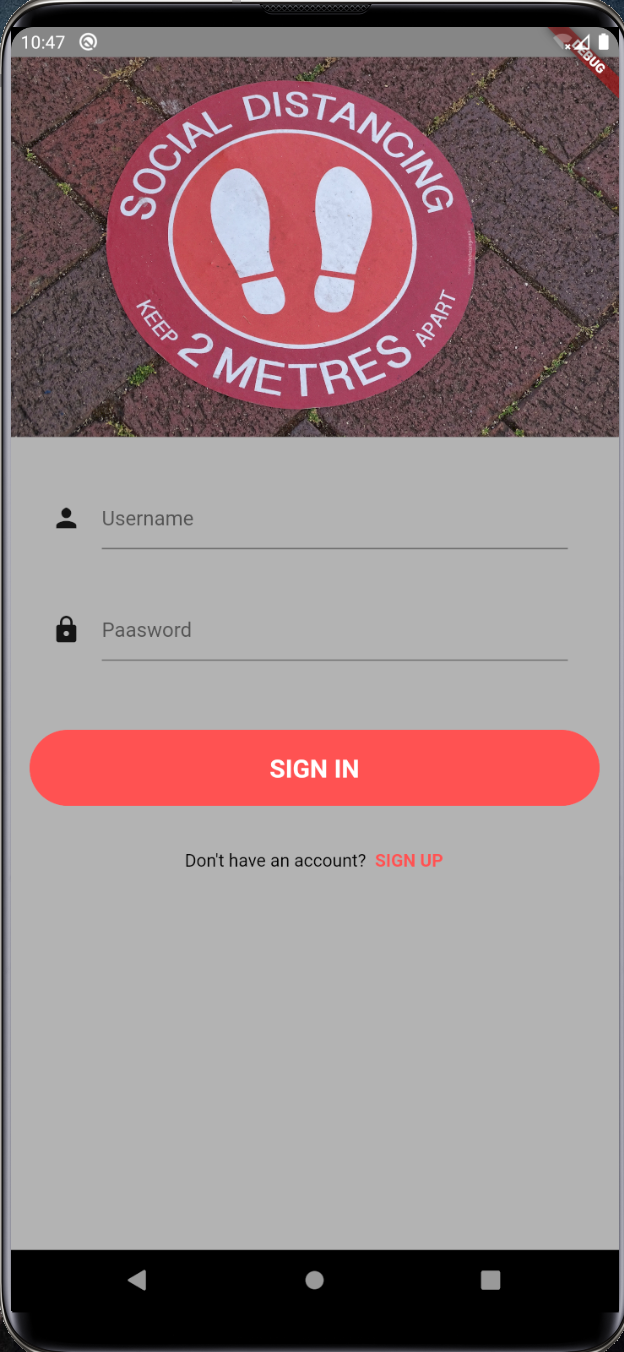 10:47
DEBUG
SOCIAL DISTANCING
KEEP 2 METRES APART
Username
Paasword
SIGN IN
Don't have an account? SIGN UP